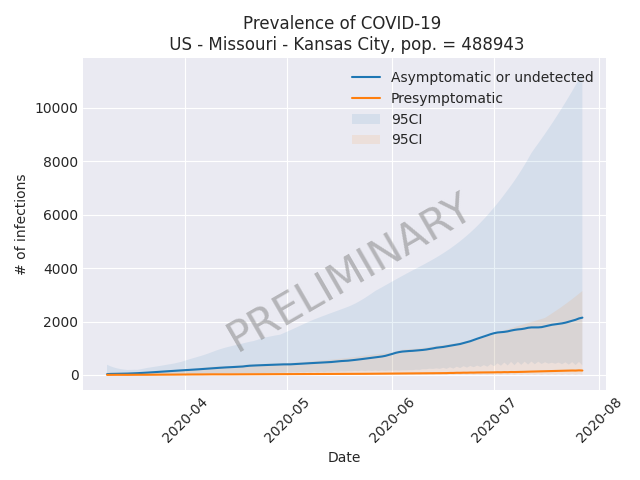 Prevalence of COVID-19
US - Missouri - Kansas City, pop. = 488943
Asymptomatic or undetected
Presymptomatic
95CI
95CI
10000
8000
6000
4000
2000
0
# of infections
PRELIMINARY
2020-04
2020-05
2020-06
2020-07
2020-08
Date